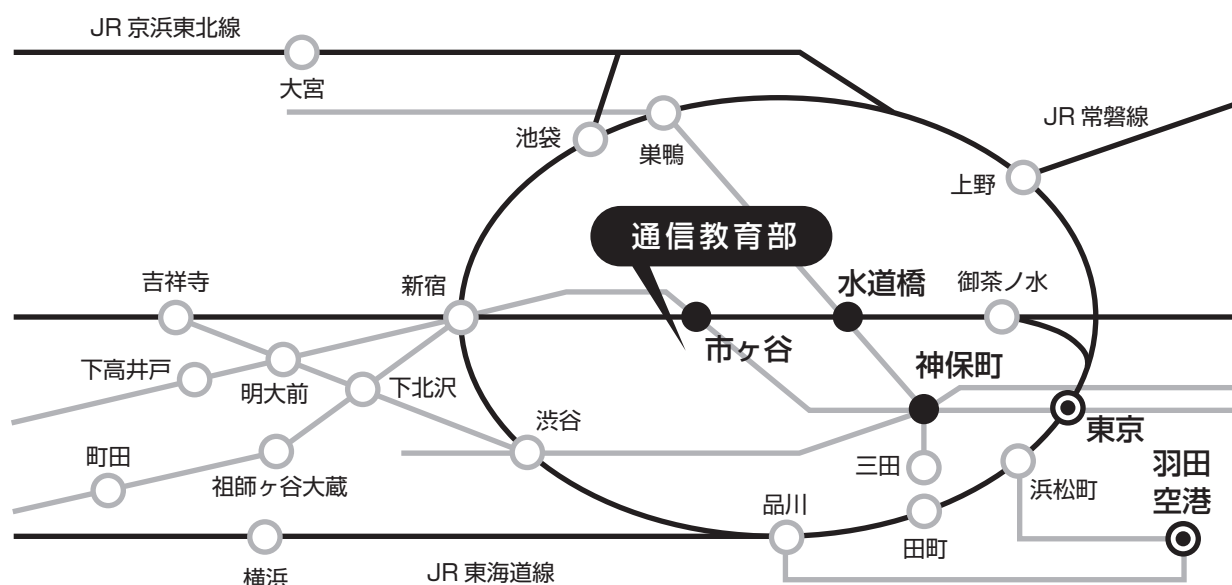 JR 京浜東北線
大宮
池袋
巣鴨
JR 常磐線
上野
通信教育部
吉祥寺
新宿
水道橋
御茶ノ水
市ヶ谷
下高井戸
明大前
下北沢
神保町
渋谷
東京
町田
祖師ヶ谷大蔵
三田
浜松町
羽田
空港
品川
田町
横浜
JR 東海道線